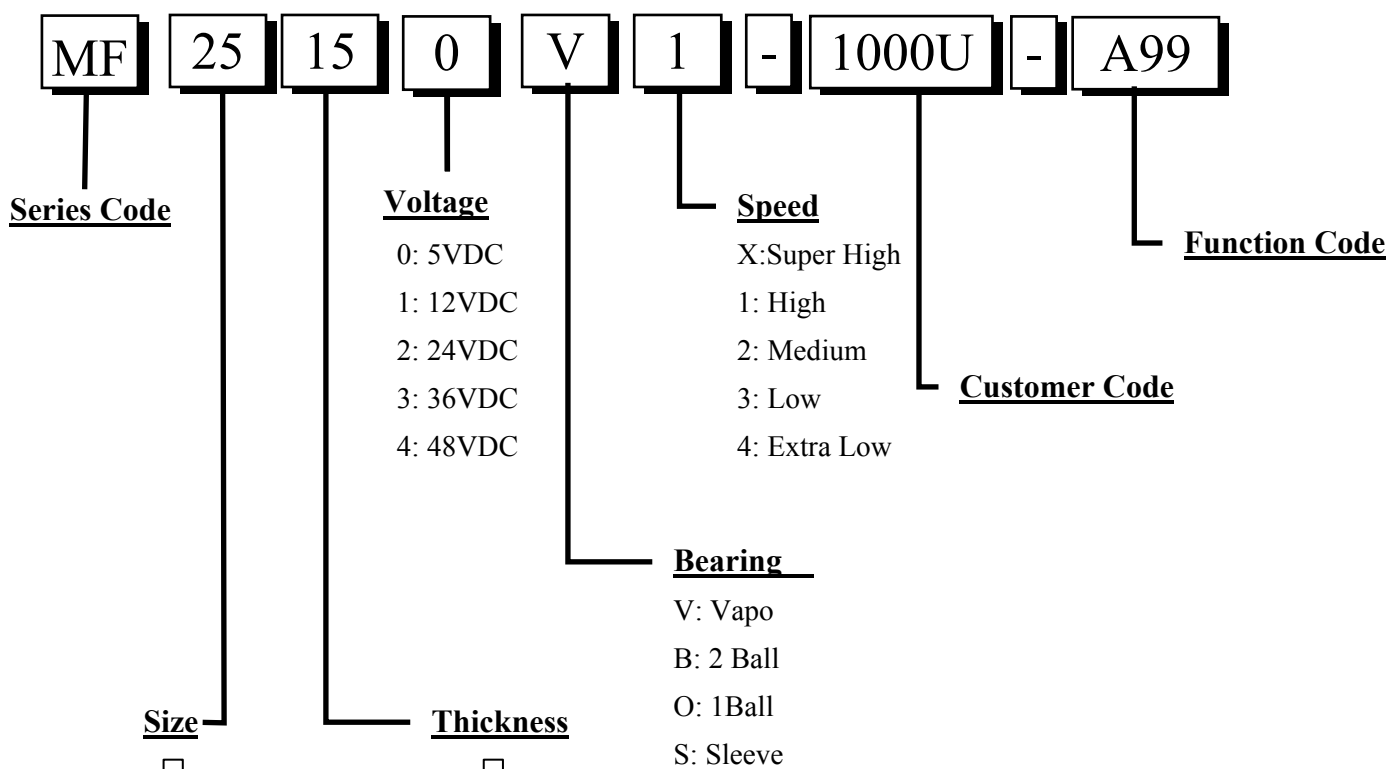 MF 25 15 0 V 1 - 1000U - A99
Series Code
Voltage
0: 5VDC
1: 12VDC
2: 24VDC
3: 36VDC
4: 48VDC
Speed
X:Super High
1: High
2: Medium
3: Low
4: Extra Low
Function Code
Customer Code
Bearing
V: Vapo
B: 2 Ball
O: 1Ball
S: Sleeve
Size
Thickness